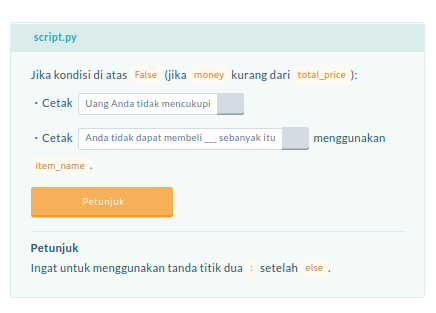 script.py
Jika kondisi di atas False (jika money kurang dari total_price ):
・Cetak Uang Anda tidak mencukupi
・Cetak Anda tidak dapat membeli __ sebanyak itu menggunakan
item_name .
Petunjuk
Petunjuk
Ingat untuk menggunakan tanda titik dua : setelah else .